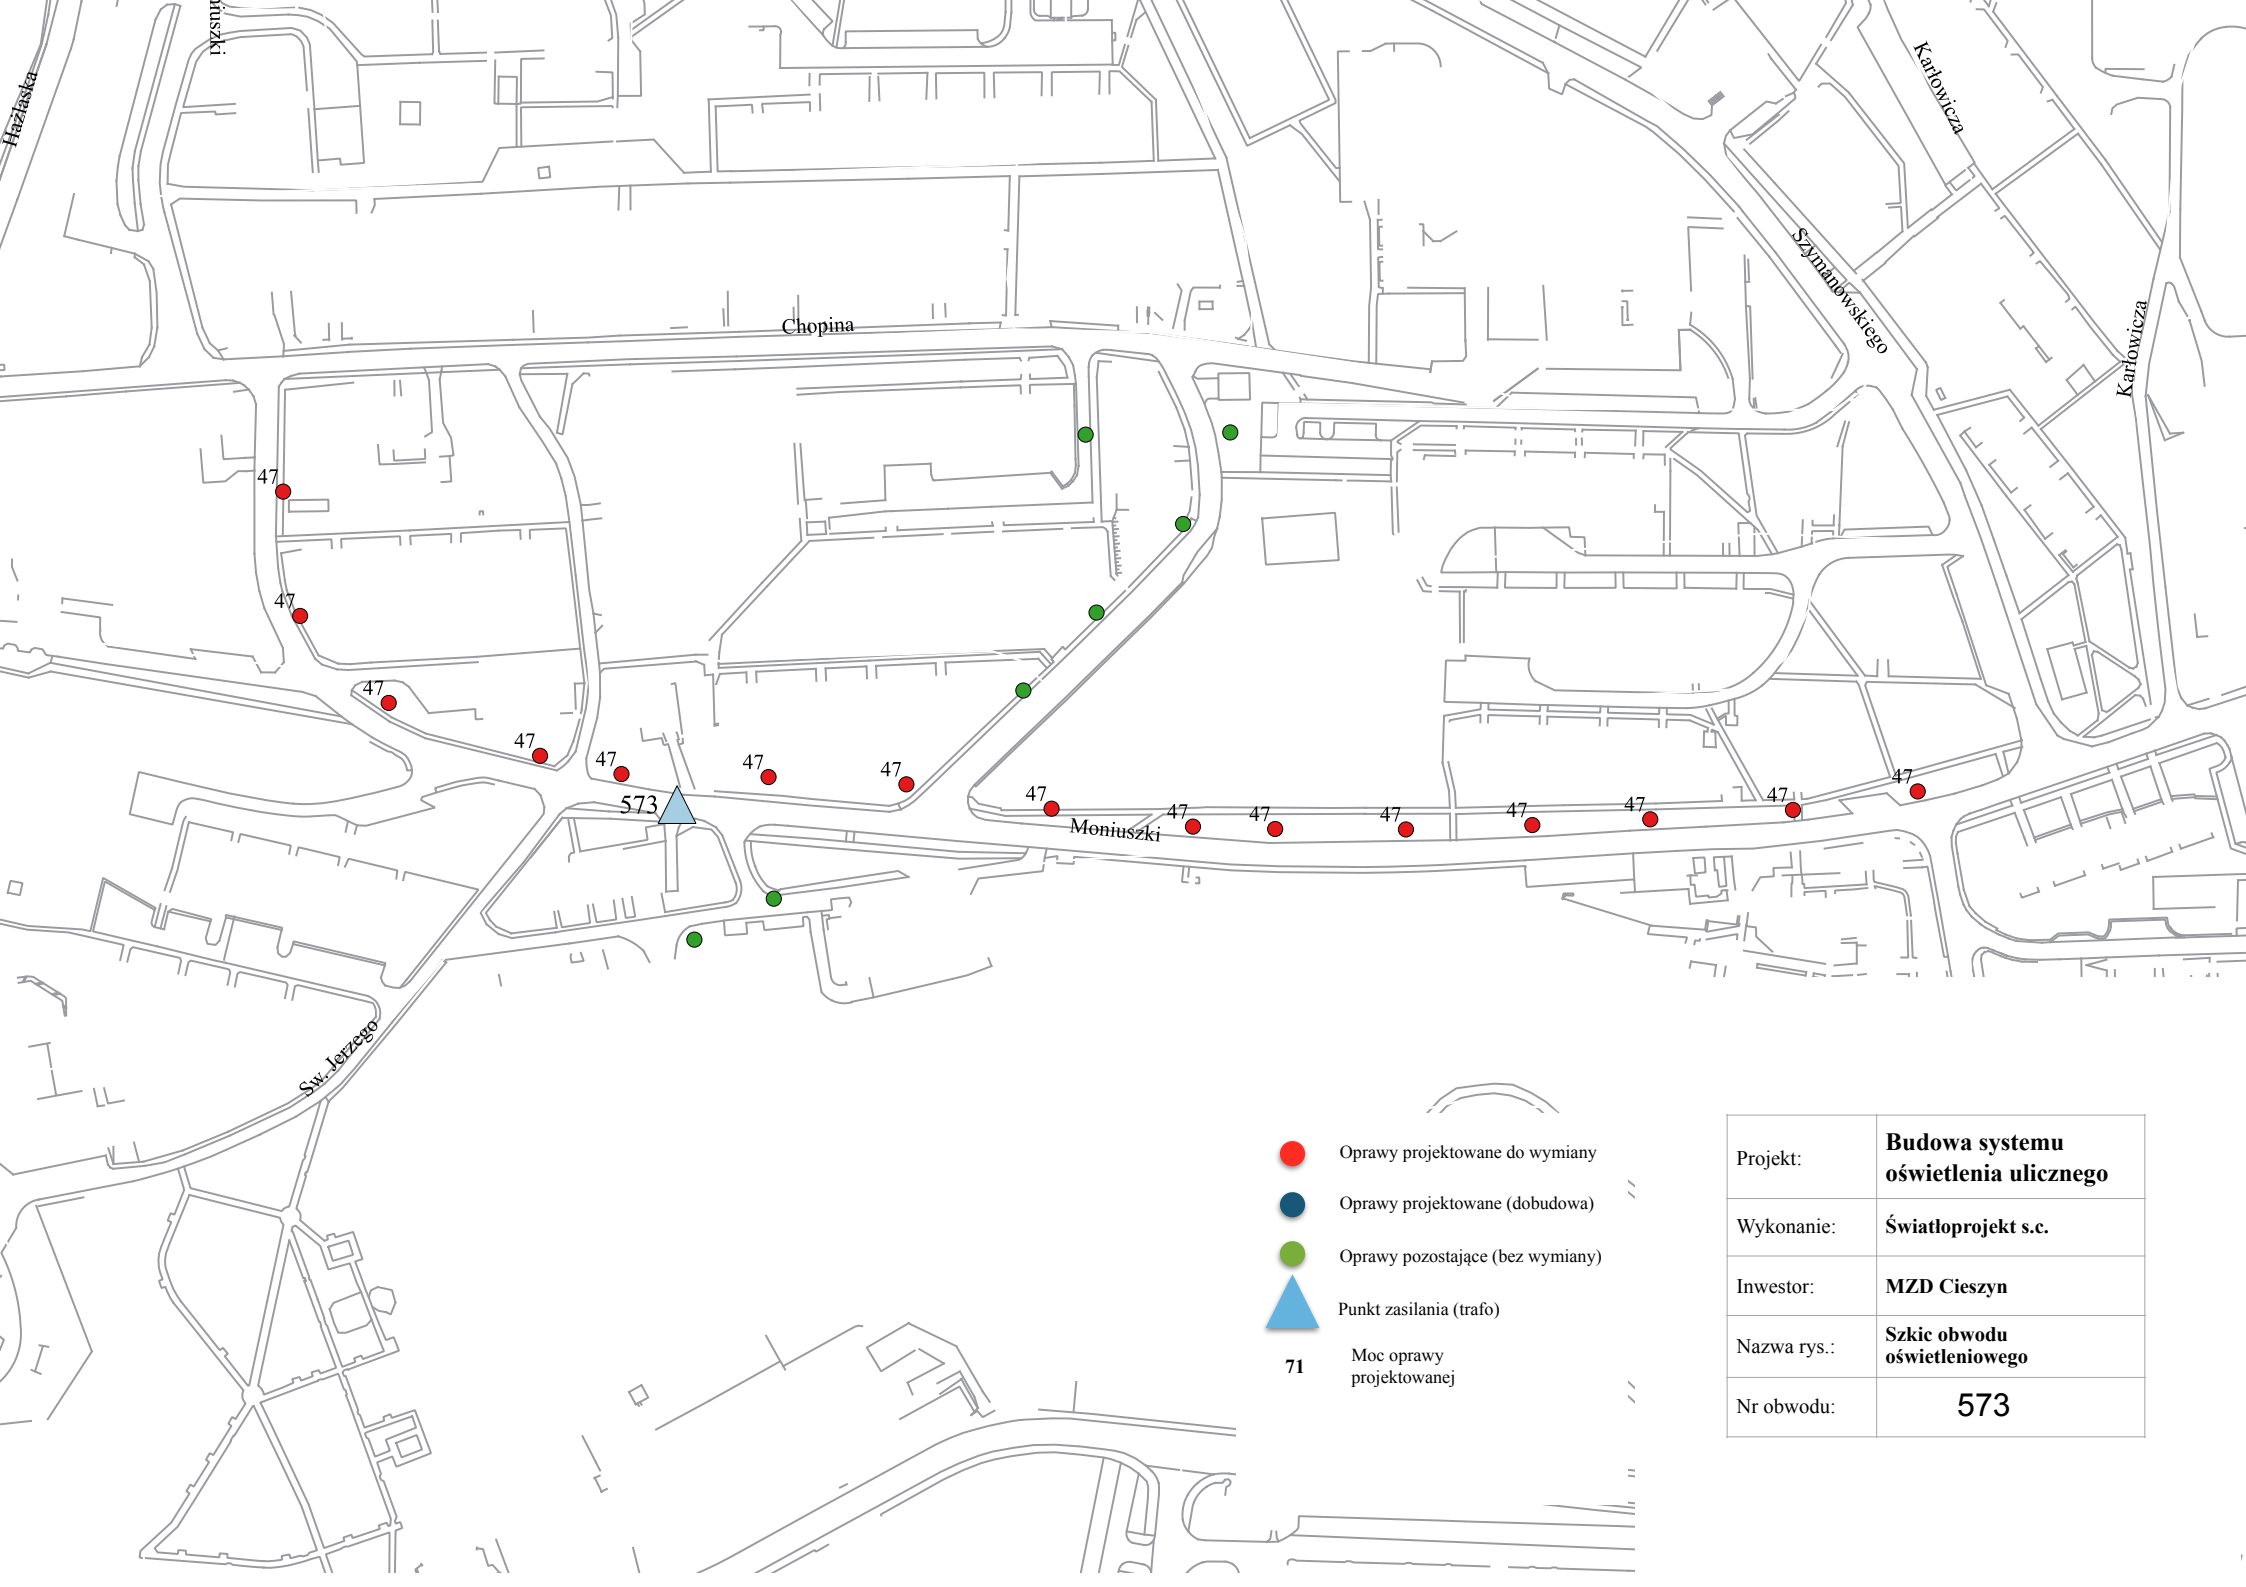 niuszki
Hażlaska
Karłowicza
Szymanowskiego
Karłowicza
Chopina
47
47
47
47
47
47
47
573
47
47
47
47
47
47
47
47
Moniuszki
Sw. Jerzego
Oprawy projektowane do wymiany
Oprawy projektowane (dobudowa)
Oprawy pozostające (bez wymiany)
Punkt zasilania (trafo)
71
Moc oprawy
projektowanej
Projekt:
Budowa systemu
oświetlenia ulicznego
Wykonanie:
Światłoprojekt s.c.
Inwestor:
MZD Cieszyn
Nazwa rys.:
Szkic obwodu
oświetleniowego
Nr obwodu:
573